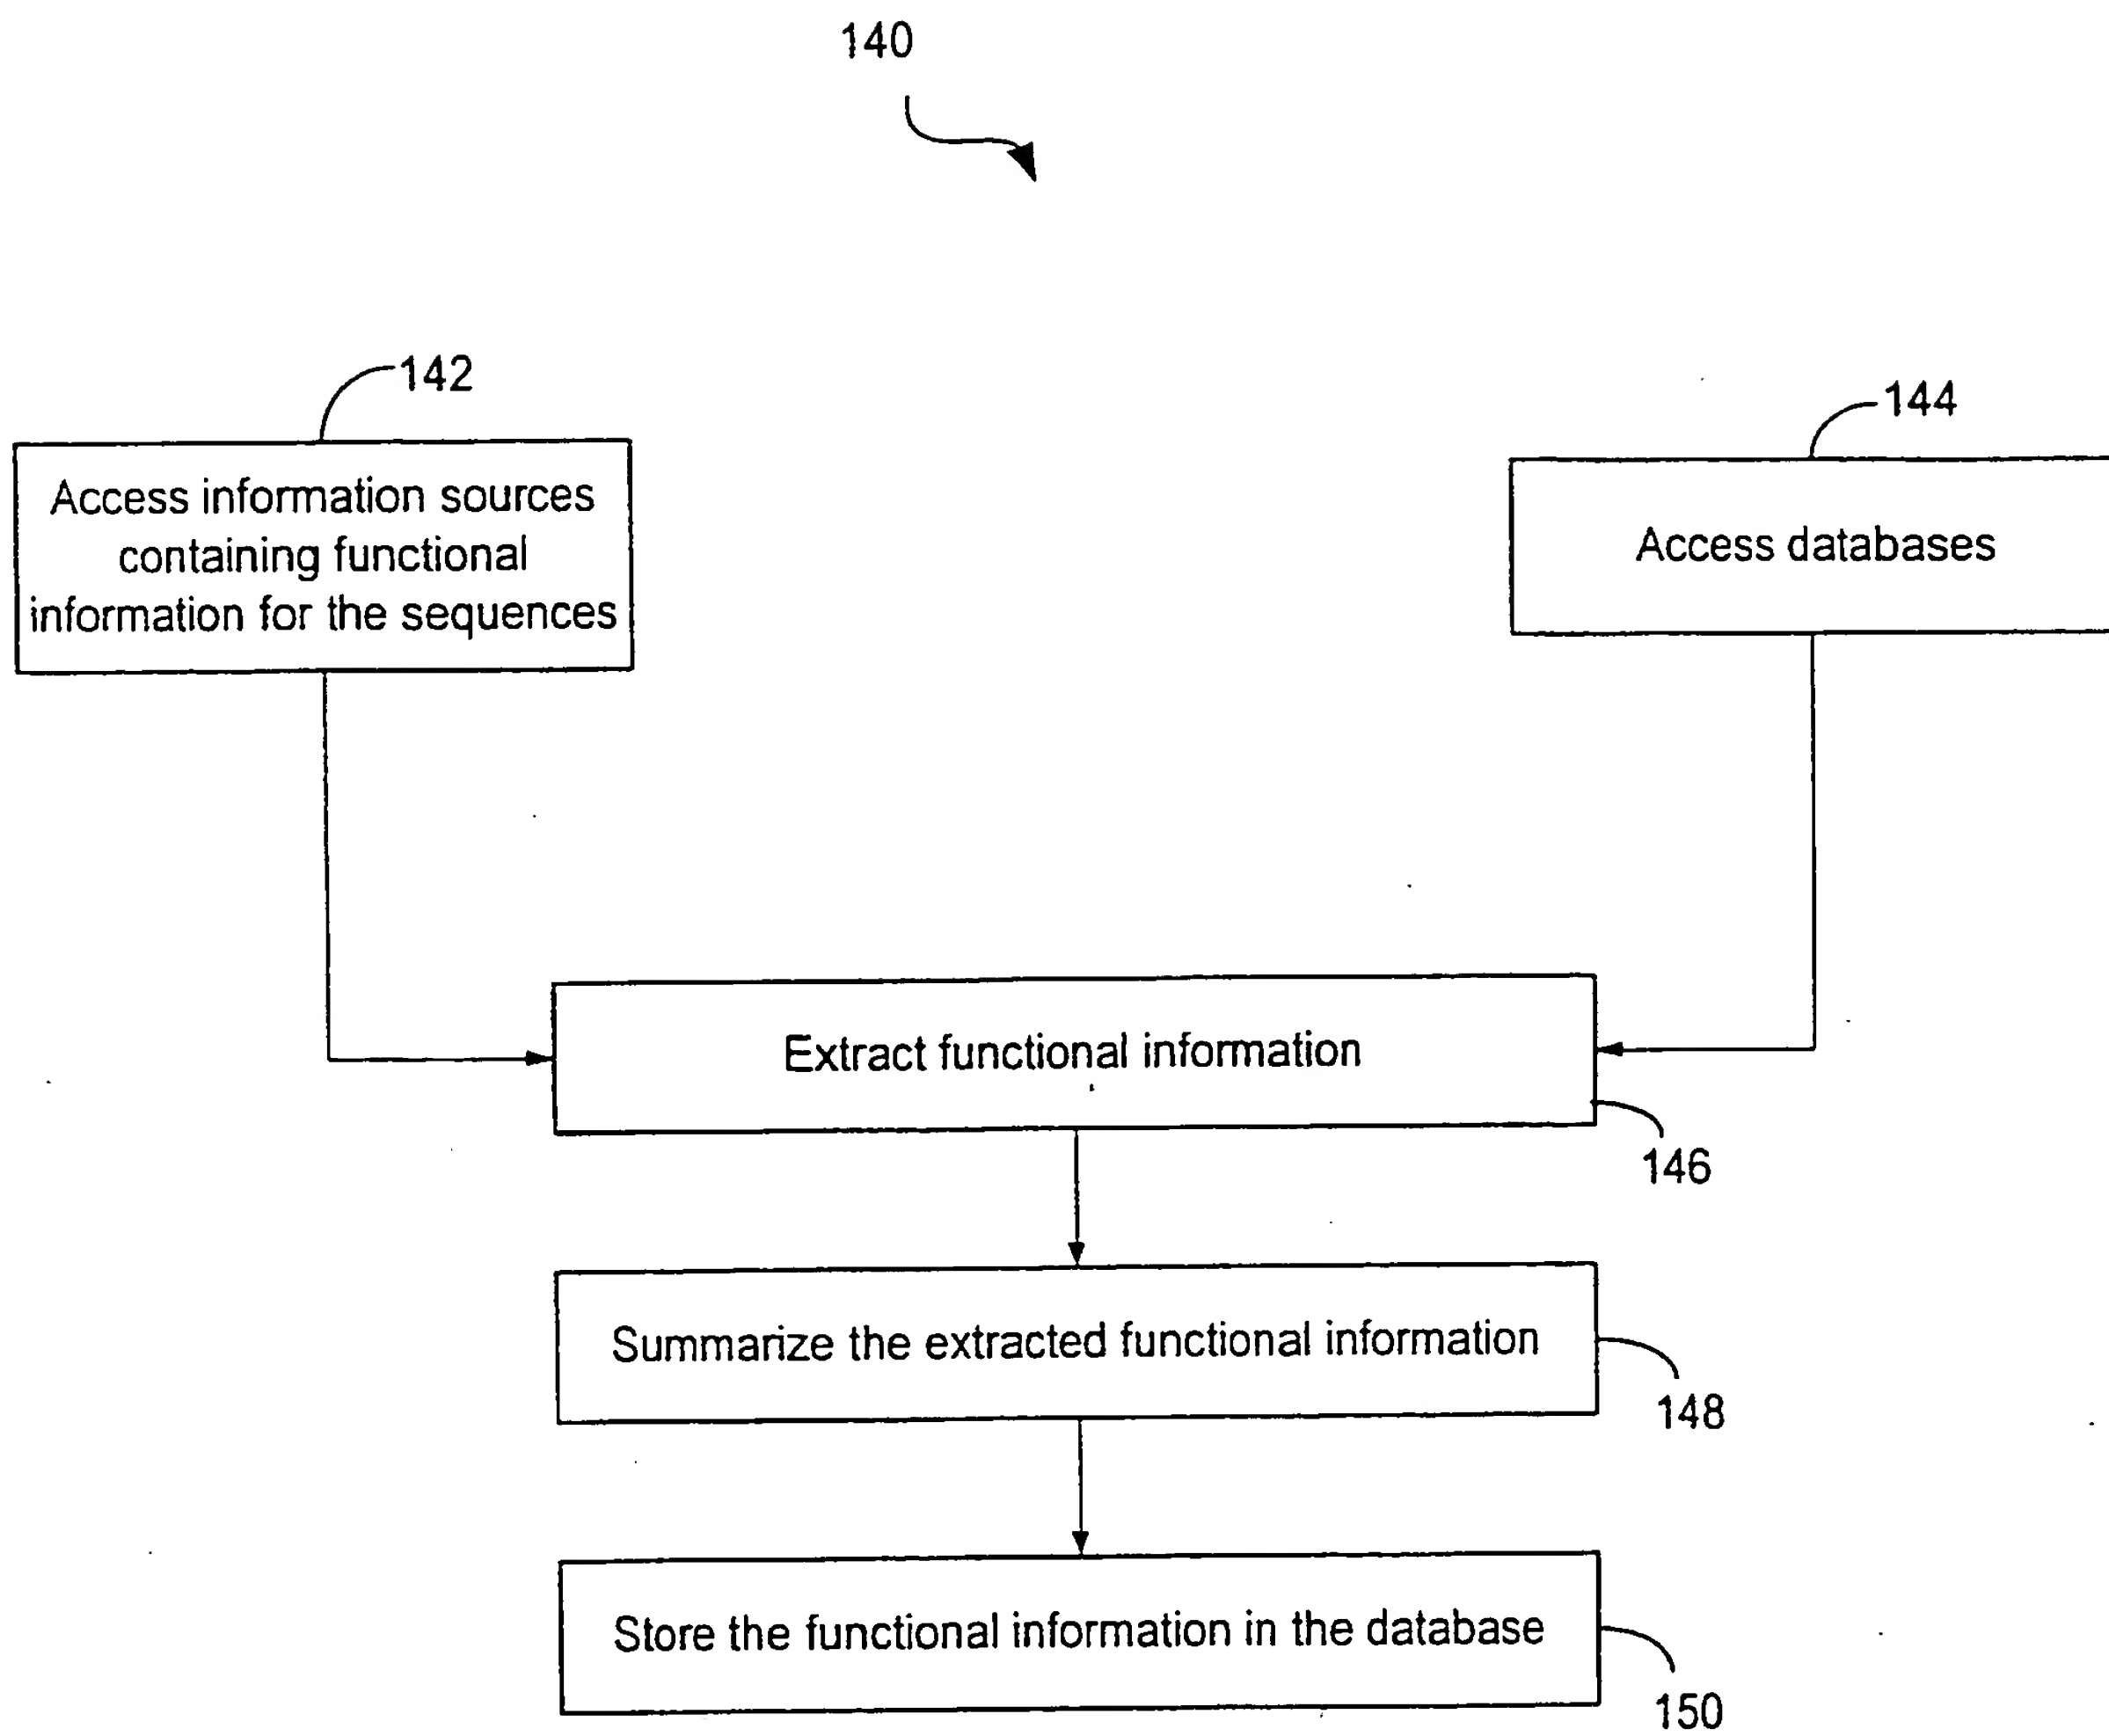 140
142
144
Access information sources
containing functional
information for the sequences
Access databases
Extract functional information
146
Summarize the extracted functional information
148
Store the functional information in the database
150